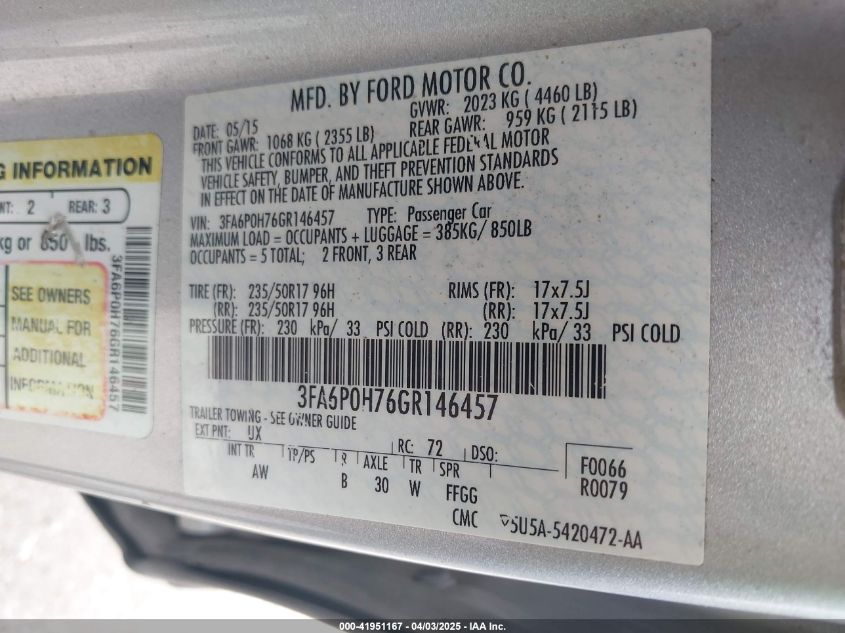 MFD. BY FORD MOTOR CO.
DATE: 05/15 GVWR: 2023 KG ( 4460 LB)
FRONT GAWR: 1068 KG ( 2355 LB) REAR GAWR: 959 KG ( 2115 LB)
THIS VEHICLE CONFORMS TO ALL APPLICABLE FEDERAL MOTOR
VEHICLE SAFETY, BUMPER, AND THEFT PREVENTION STANDARDS
IN EFFECT ON THE DATE OF MANUFACTURE SHOWN ABOVE.
VIN: 3FA6P0H76GR146457 TYPE: Passenger Car
MAXIMUM LOAD = OCCUPANTS + LUGGAGE = 385KG/ 850LB
OCCUPANTS = 5 TOTAL; 2 FRONT, 3 REAR
TIRE (FR): 235/50R17 96H RIMS (FR): 17x7.5J
(RR): 235/50R17 96H (RR): 17x7.5J
PRESSURE (FR): 230 kPa/ 33 PSI COLD (RR): 230 kPa/ 33 PSI COLD
3FA6P0H76GR146457
TRAILER TOWING - SEE OWNER GUIDE
EXT PNT: UX RC: 72 DSO:
INT TR TP/PS R AXLE TR SPR
AW B 30 W FFGG
F0066
R0079
CMC 5U5A-5420472-AA
G INFORMATION
NT: 2 REAR: 3
kg or 850 lbs.
SEE OWNERS
MANUAL FOR
ADDITIONAL
INFORMATION
3FA6P0H76GR146457
000-41951167 - 04/03/2025 - IAA Inc.